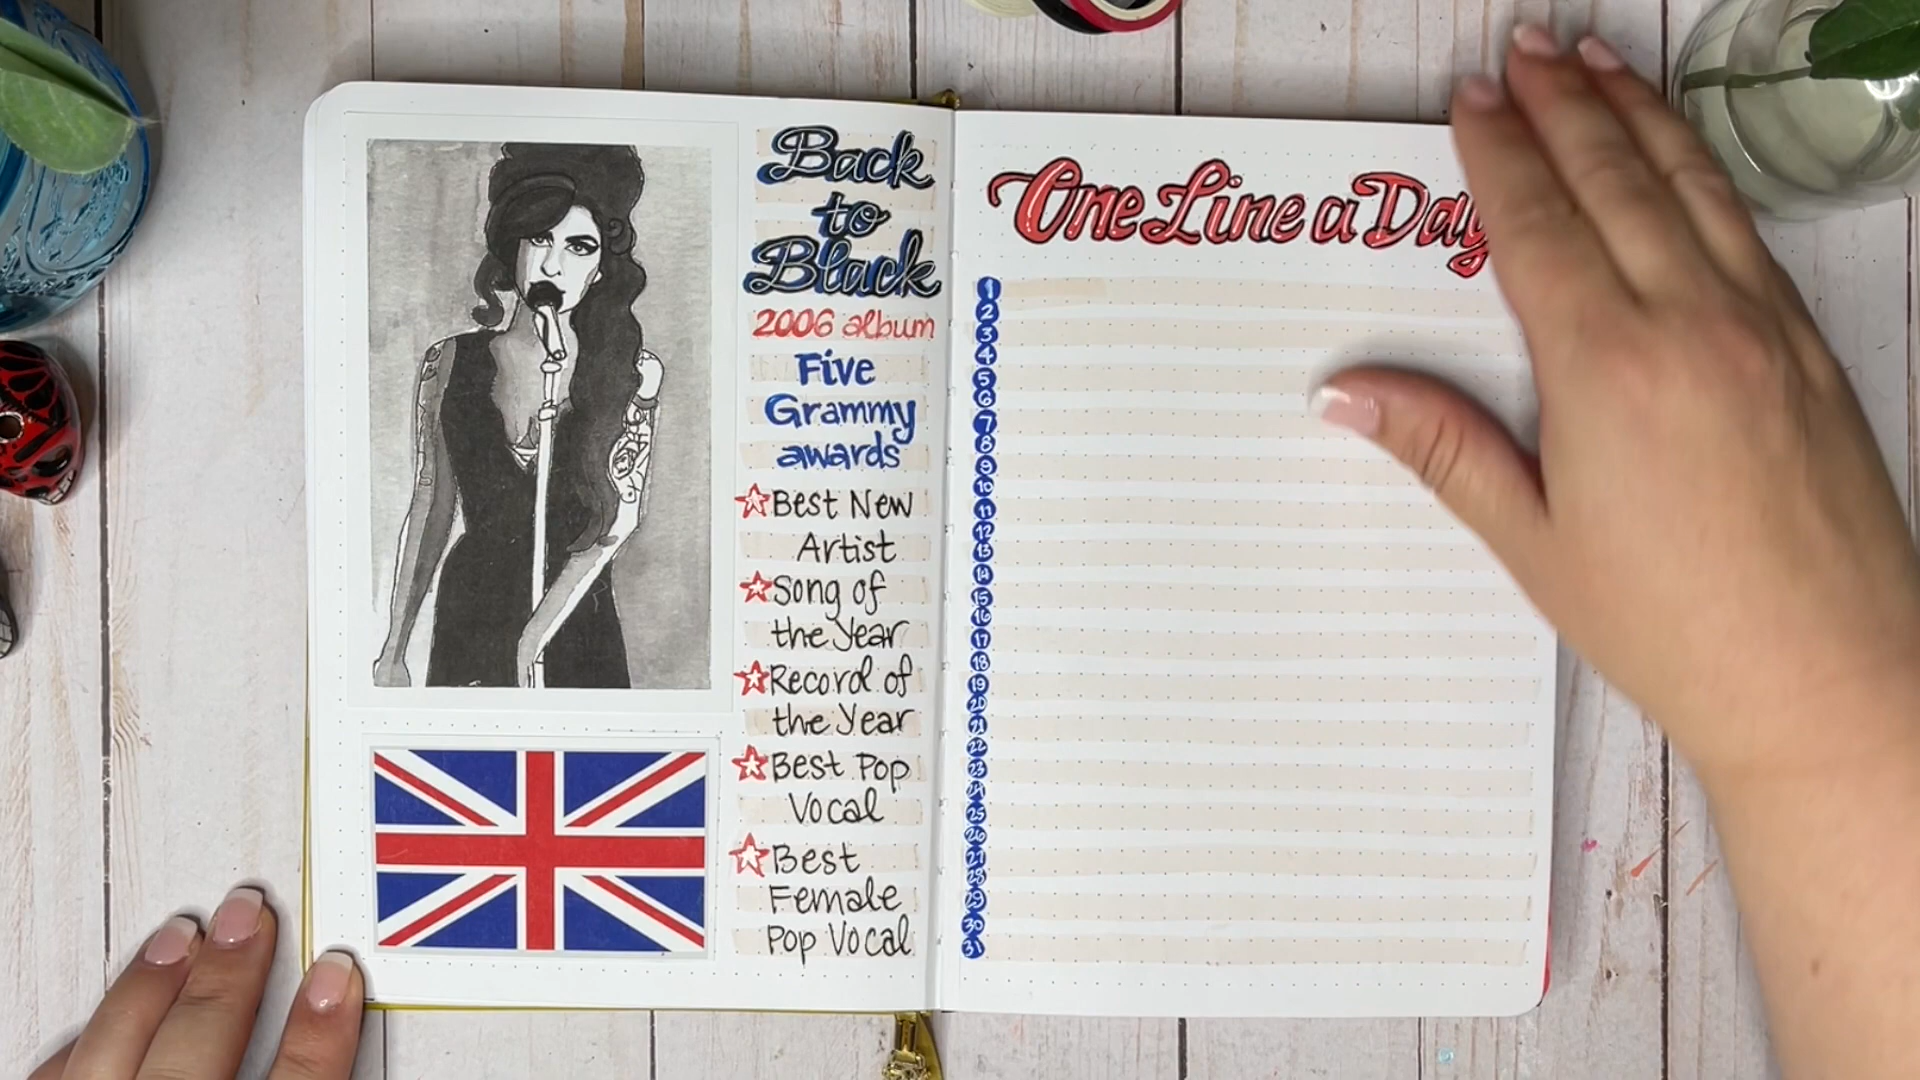 Back
to
Black
2006 album
Five
Grammy
awards
Best New
Artist
Song of
the Year
Record of
the Year
Best Pop
Vocal
Best
Female
Pop Vocal
One Line a Day
1
2
3
4
5
6
7
8
9
10
11
12
13
14
15
16
17
18
19
20
21
22
23
24
25
26
27
28
29
30
31